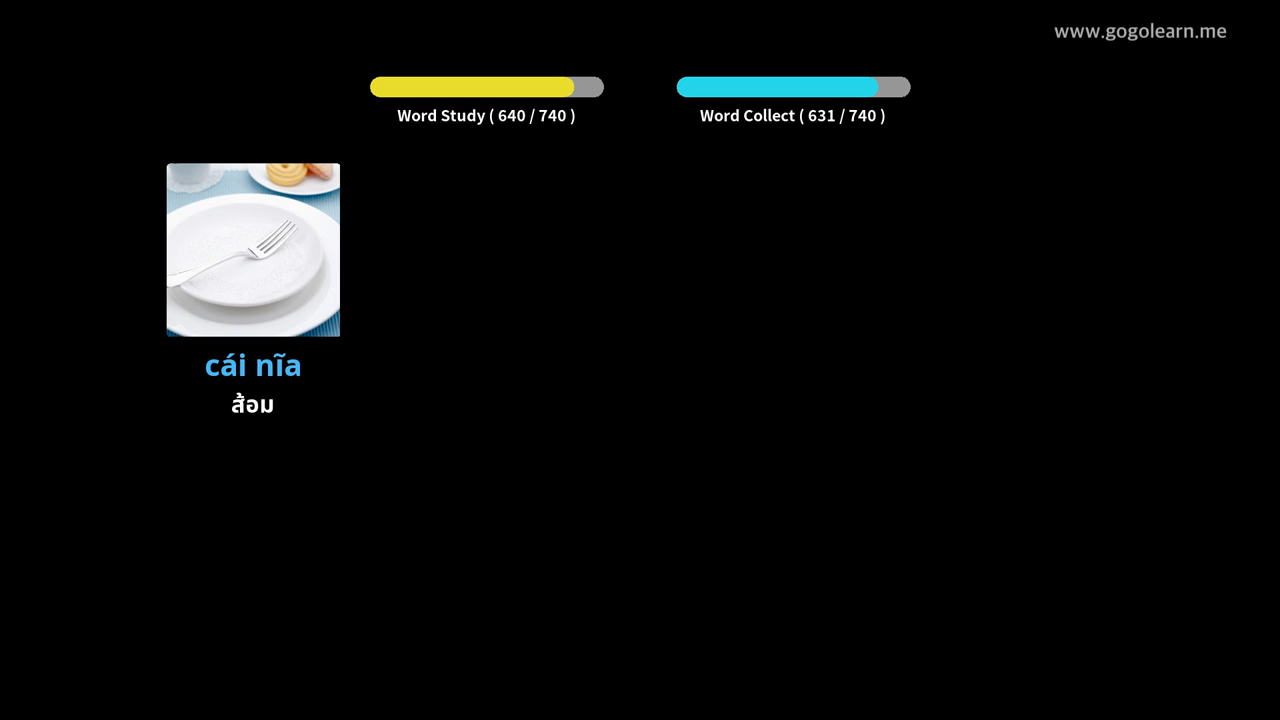 www.gogolearn.me
Word Study ( 640 / 740 )
Word Collect ( 631 / 740 )
cái nĩa
ส้อม